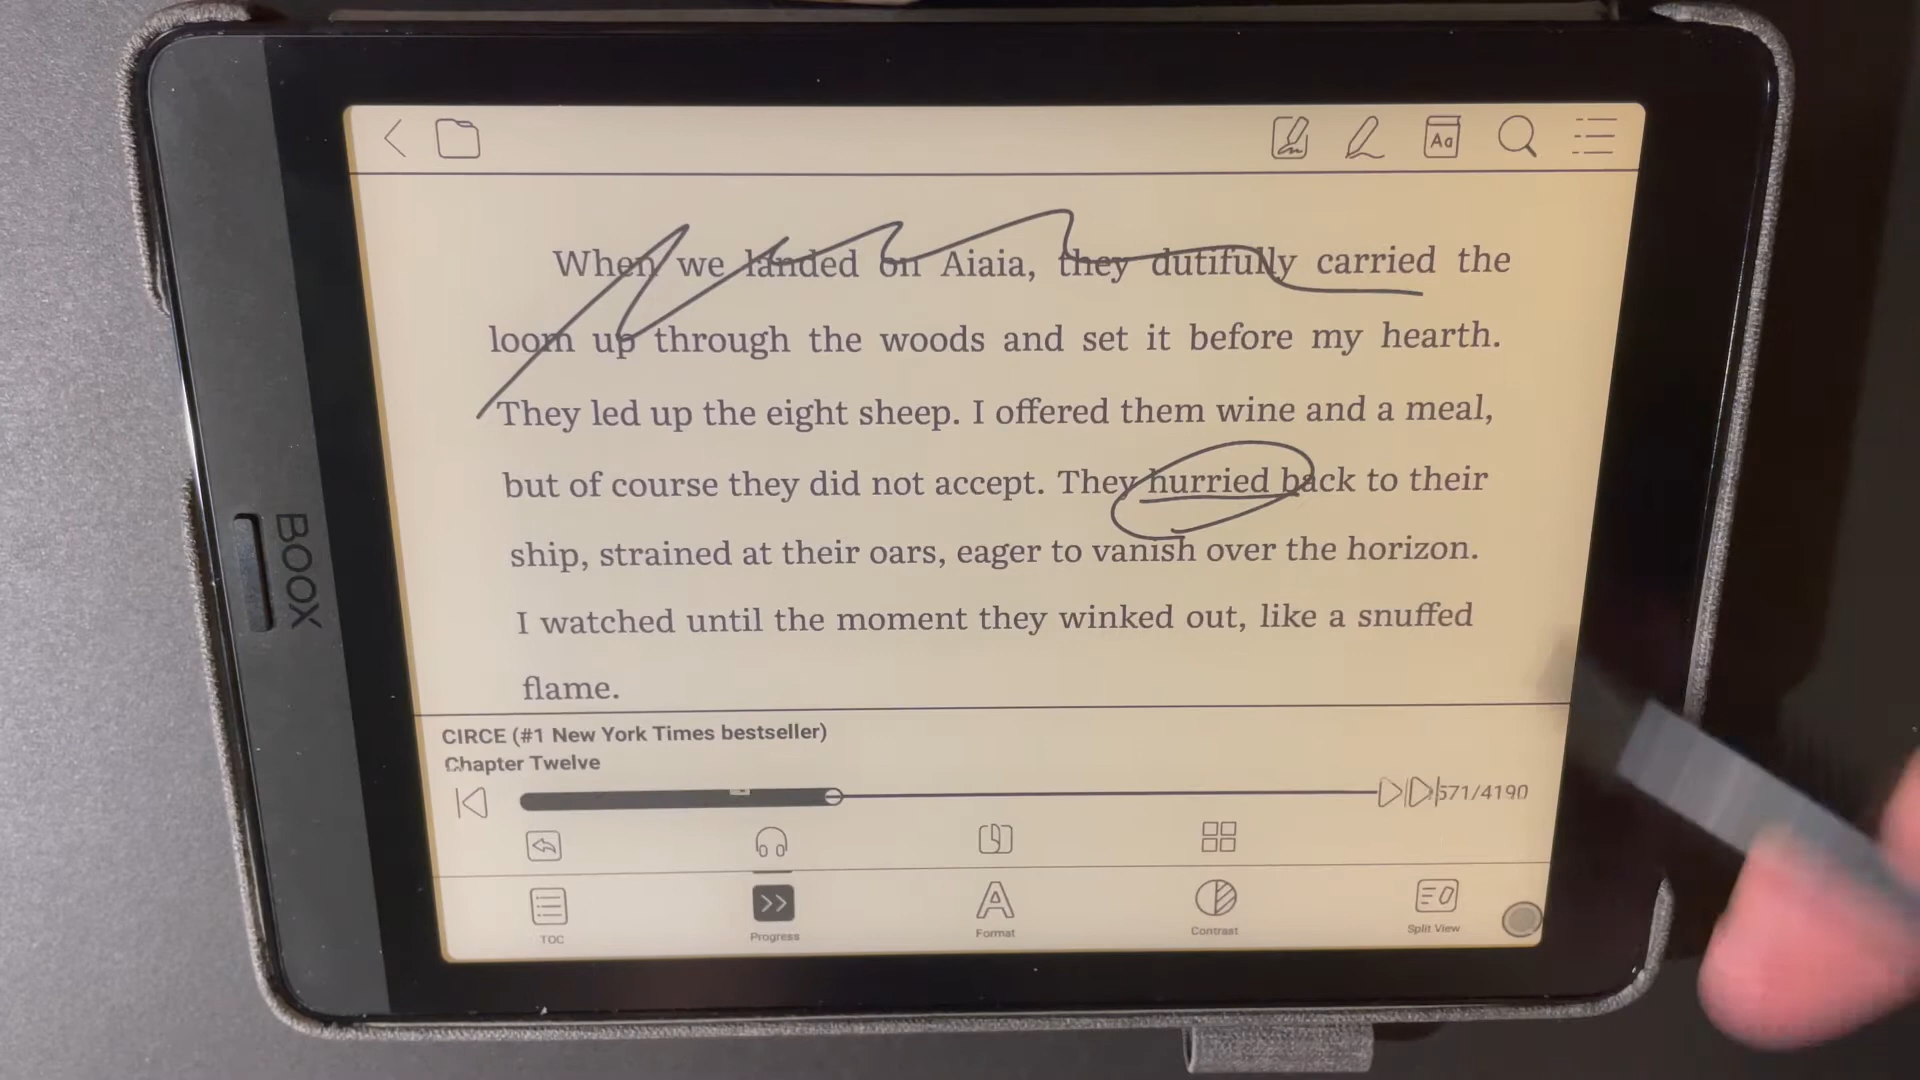 Aa
When we landed on Aiaia, they dutifully carried the
loom up through the woods and set it before my hearth.
They led up the eight sheep. I offered them wine and a meal,
but of course they did not accept. They hurried back to their
ship, strained at their oars, eager to vanish over the horizon.
I watched until the moment they winked out, like a snuffed
flame.
CIRCE (#1 New York Times bestseller)
Chapter Twelve
571/4190
TOC
Progress
Format
Contrast
Split View
BOOX